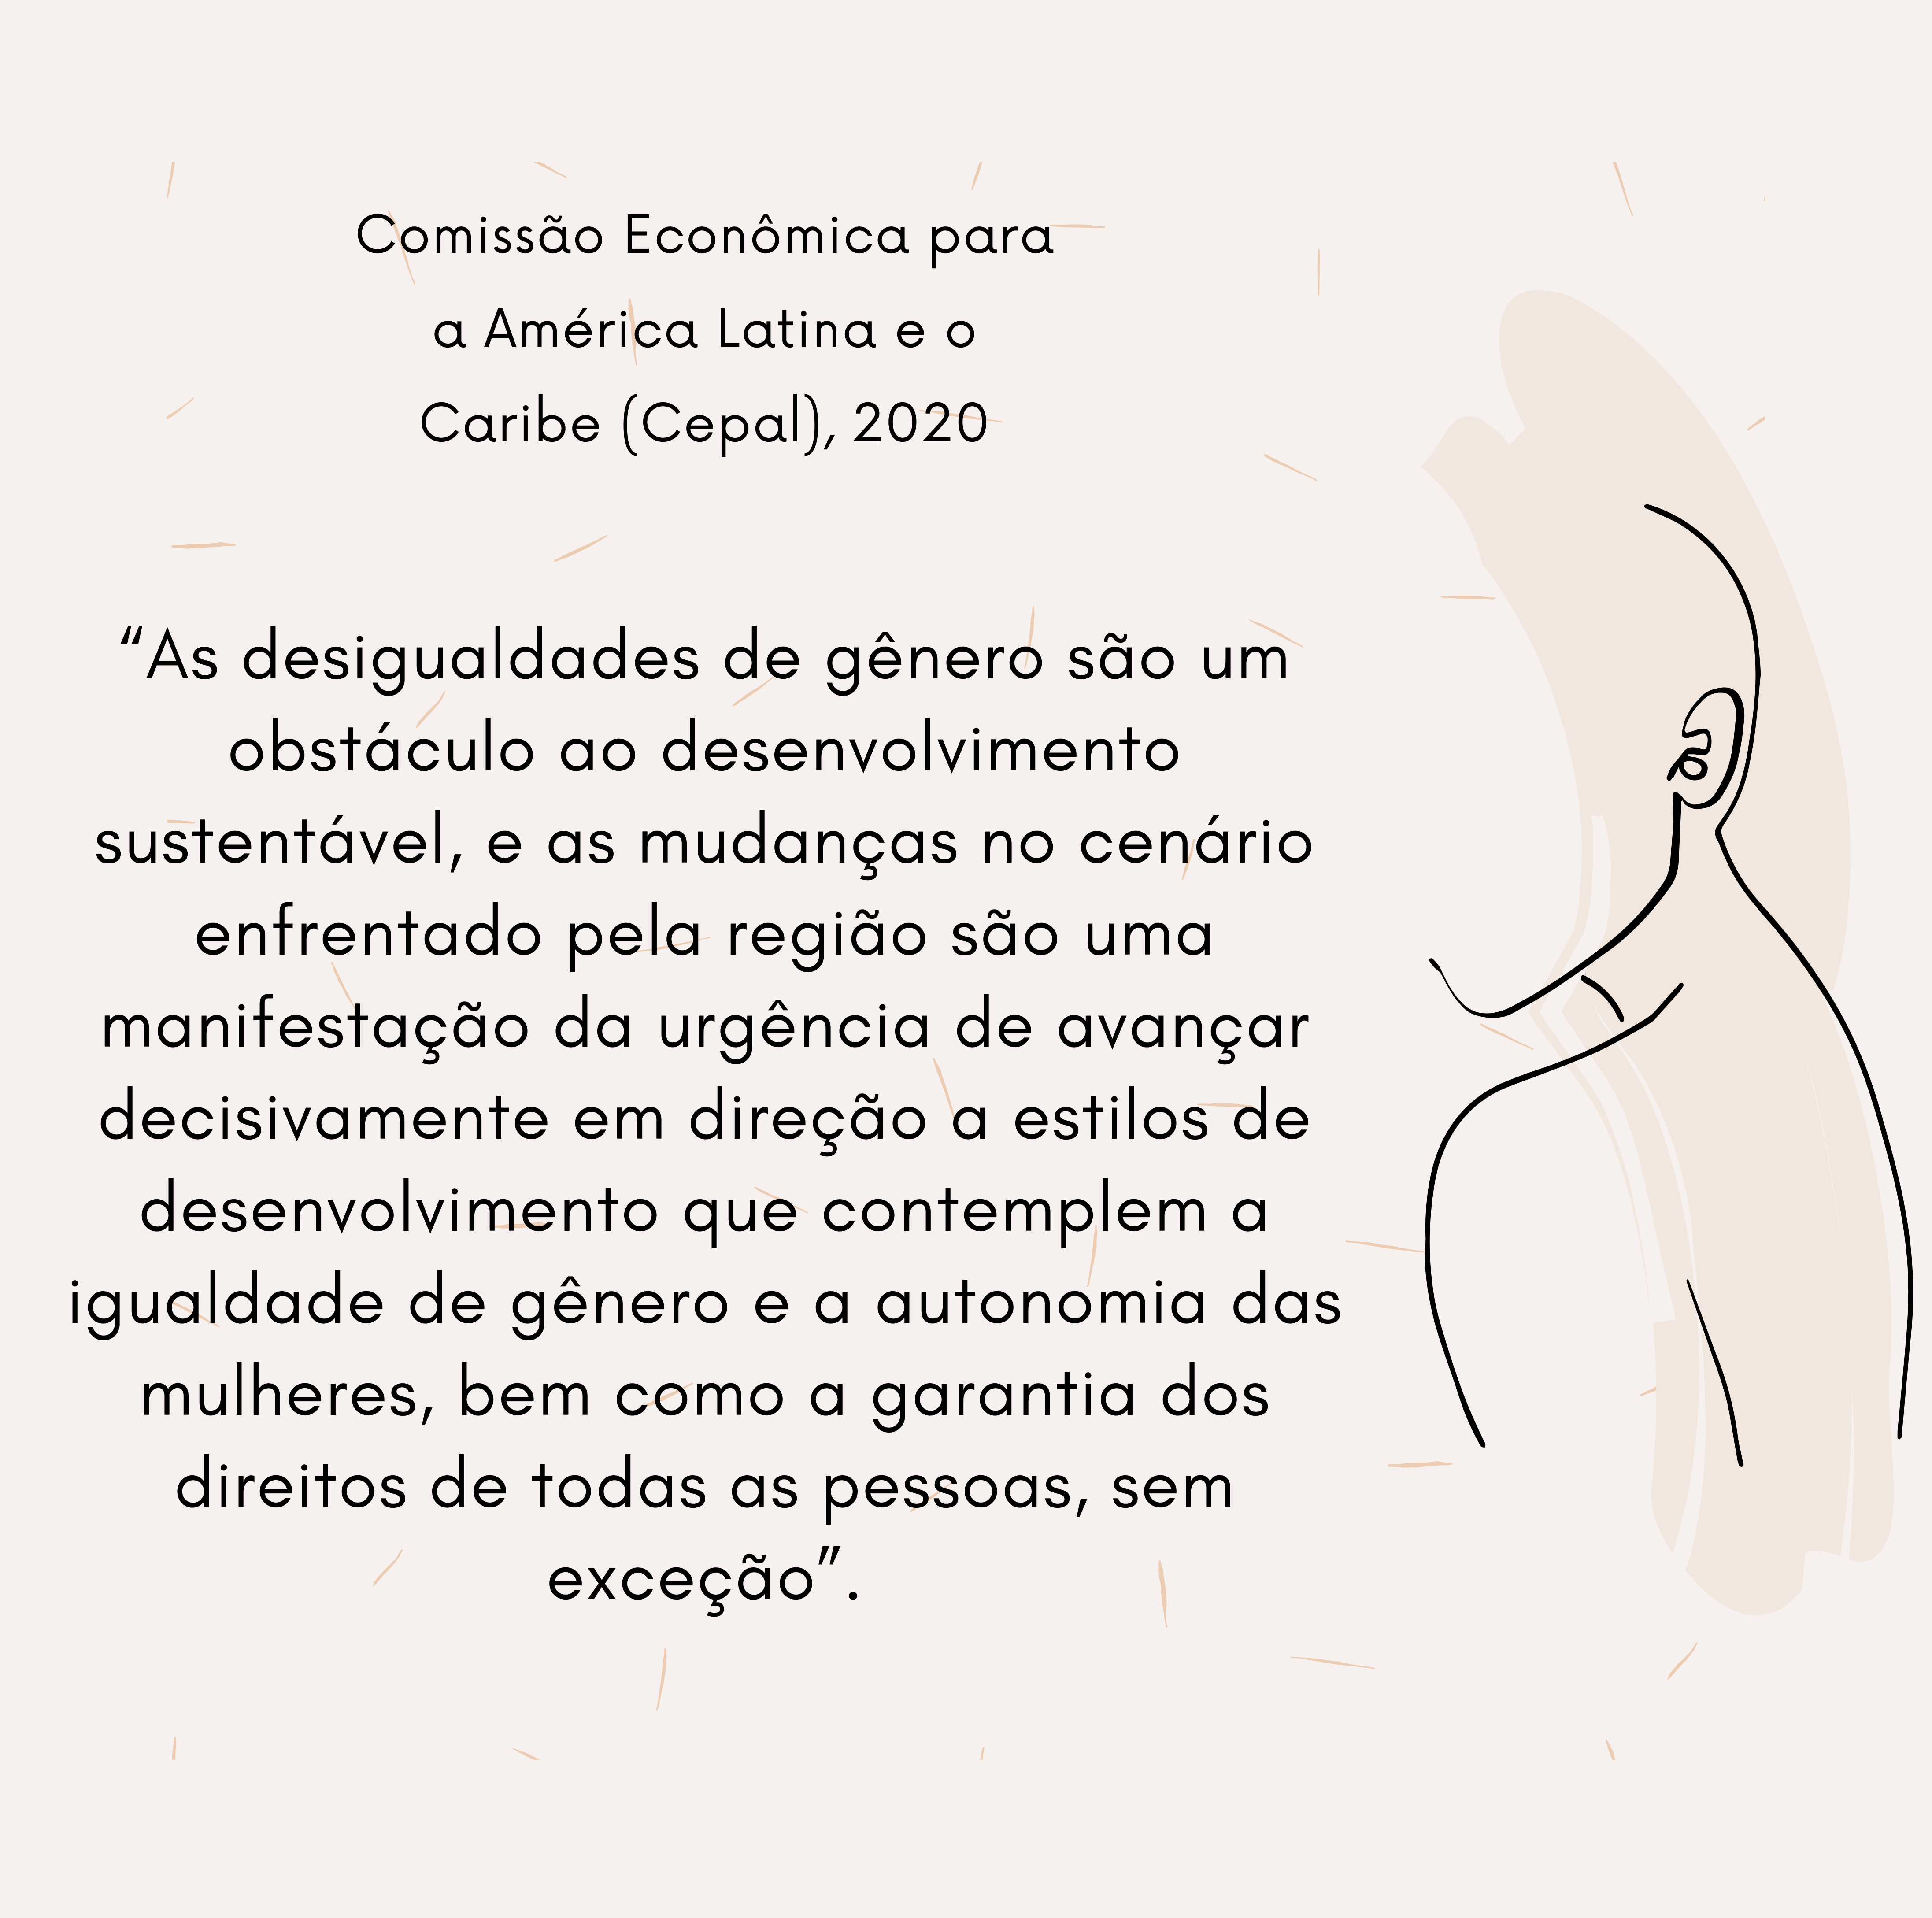 Comissão Econômica para
a América Latina e o
Caribe (Cepal), 2020
“As desigualdades de gênero são um
obstáculo ao desenvolvimento
sustentável, e as mudanças no cenário
enfrentado pela região são uma
manifestação da urgência de avançar
decisivamente em direção a estilos de
desenvolvimento que contemplem a
igualdade de gênero e a autonomia das
mulheres, bem como a garantia dos
direitos de todas as pessoas, sem
exceção”.